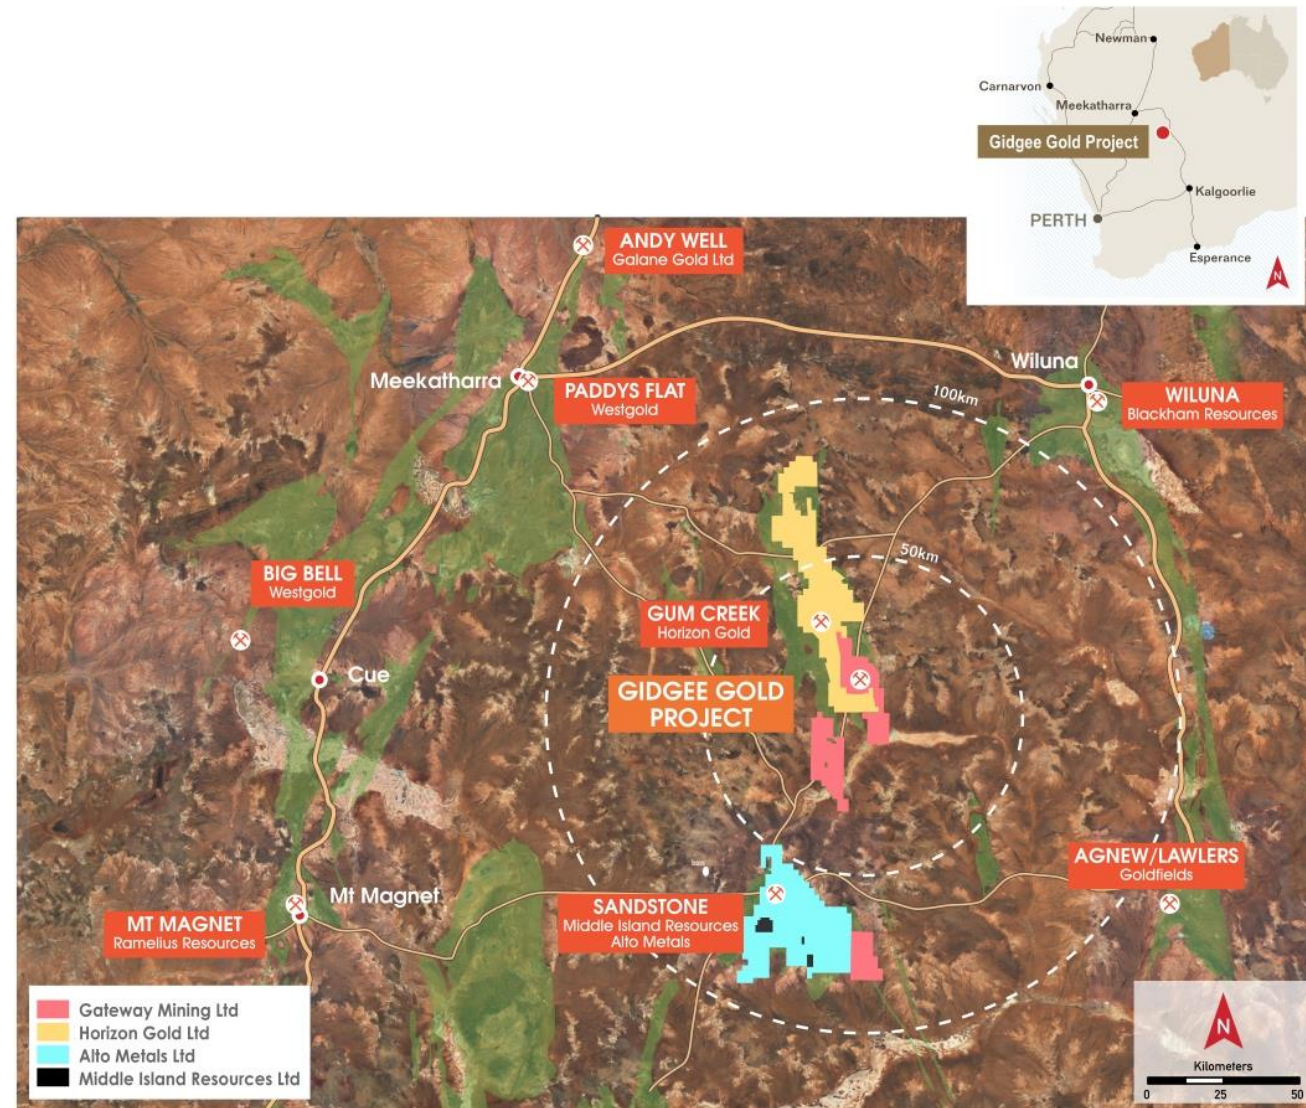 Newman
Carnarvon
Meekatharra
Gidgee Gold Project
Kalgoorlie
PERTH
Esperance
N
ANDY WELL
Galane Gold Ltd
Wiluna
Meekatharra
PADDYS FLAT
Westgold
WILUNA
Blackham Resources
100km
50km
BIG BELL
Westgold
GUM CREEK
Horizon Gold
Cue
GIDGEE GOLD
PROJECT
AGNEW/LAWLERS
Goldfields
Mt Magnet
MT MAGNET
Ramelius Resources
SANDSTONE
Middle Island Resources
Alto Metals
Gateway Mining Ltd
Horizon Gold Ltd
Alto Metals Ltd
Middle Island Resources Ltd
N
Kilometers
0 25 50